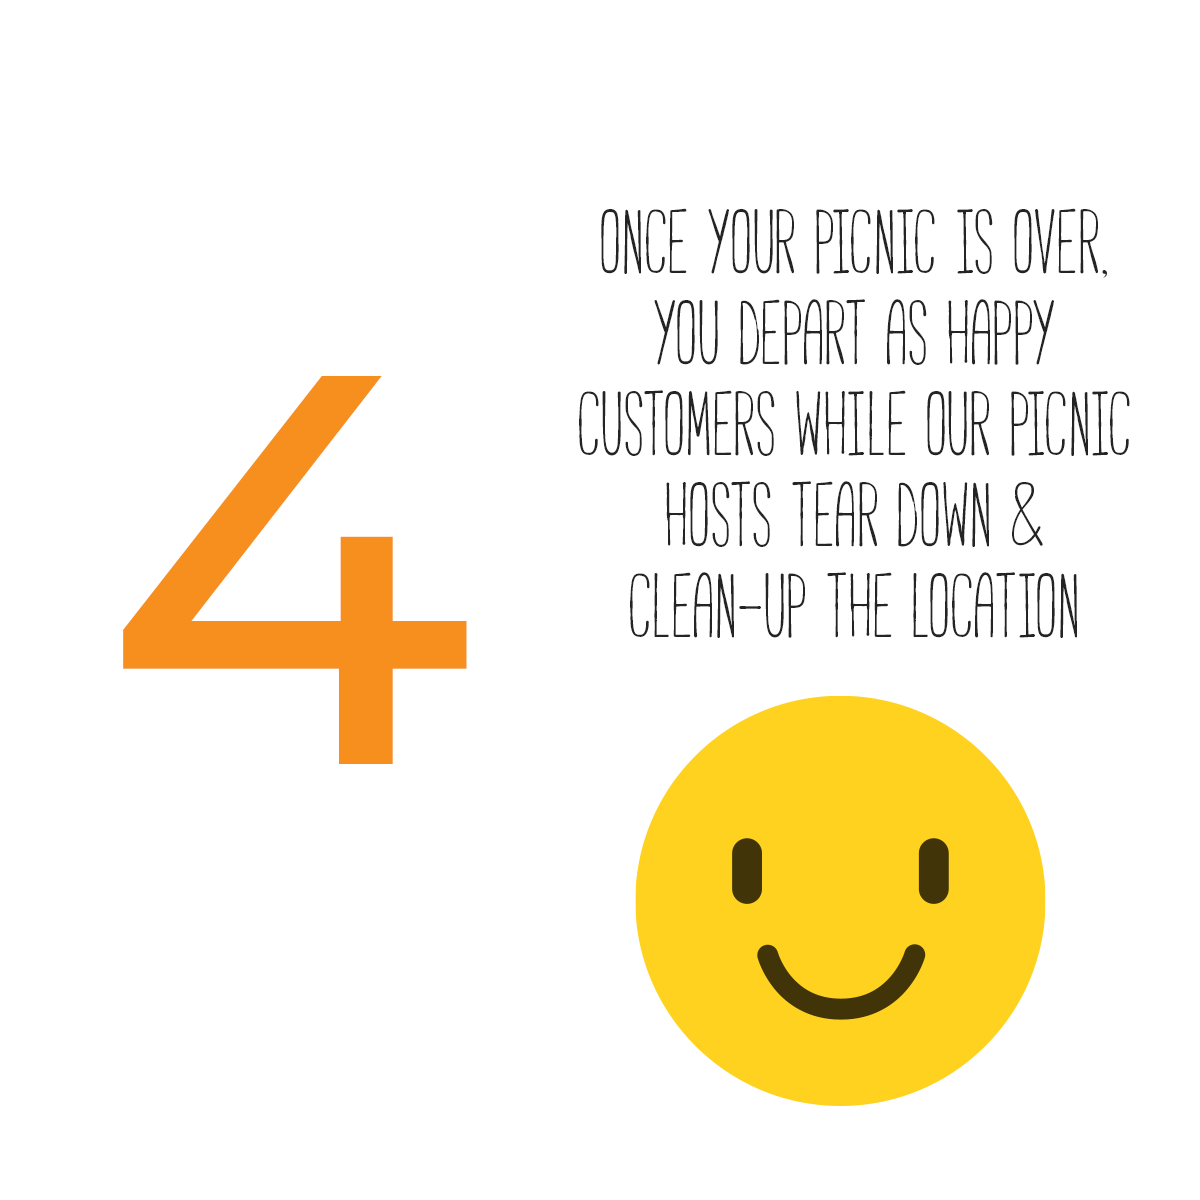 4
ONCE YOUR PICNIC IS OVER,
YOU DEPART AS HAPPY
CUSTOMERS WHILE OUR PICNIC
HOSTS TEAR DOWN &
CLEAN-UP THE LOCATION